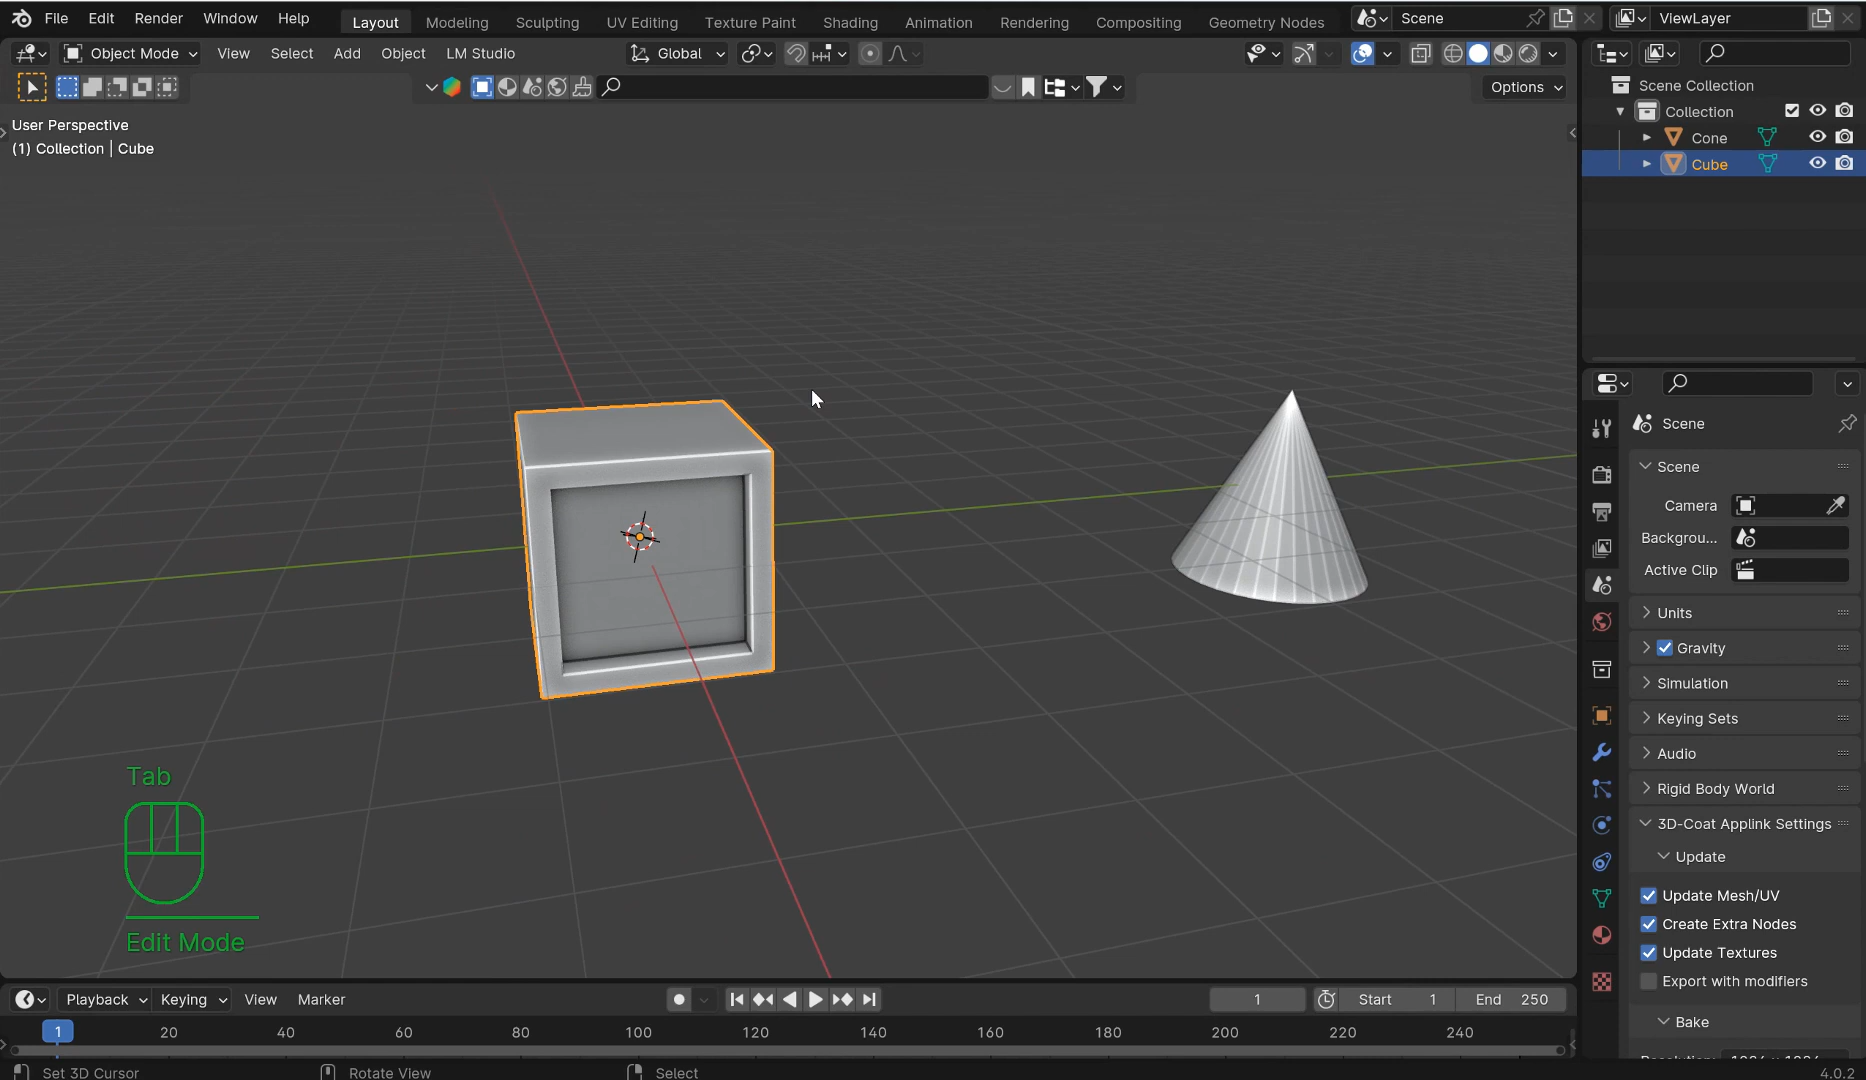 File Edit Render Window Help Layout Modeling Sculpting UV Editing Texture Paint Shading Animation Rendering Compositing Geometry Nodes Scene ViewLayer
Object Mode View Select Add Object LM Studio Global
Options
User Perspective
(1) Collection | Cube
Scene Collection
Collection
Cone
Cube
Scene
Scene
Camera
Backgrou...
Active Clip
Units
Gravity
Simulation
Keying Sets
Audio
Rigid Body World
3D-Coat Applink Settings
Update
Update Mesh/UV
Create Extra Nodes
Update Textures
Export with modifiers
Bake
Tab
Edit Mode
Playback Keying View Marker 1 Start 1 End 250
1 20 40 60 80 100 120 140 160 180 200 220 240
Set 3D Cursor Rotate View Select 4.0.2